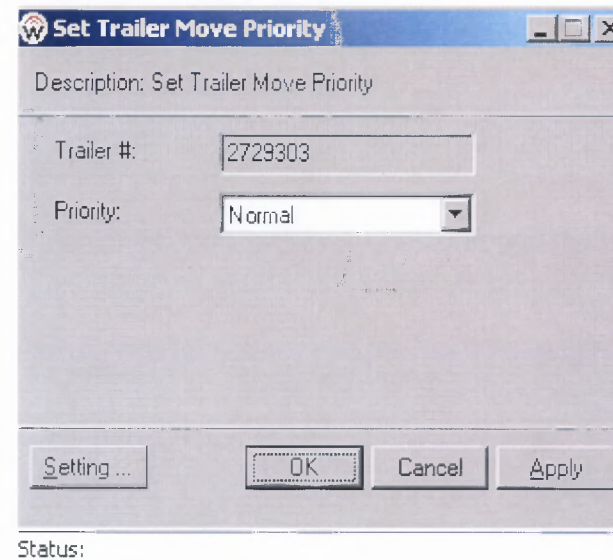 Set Trailer Move Priority
Description: Set Trailer Move Priority
Trailer #: 2729303
Priority: Normal
Setting ... OK Cancel Apply
Status: